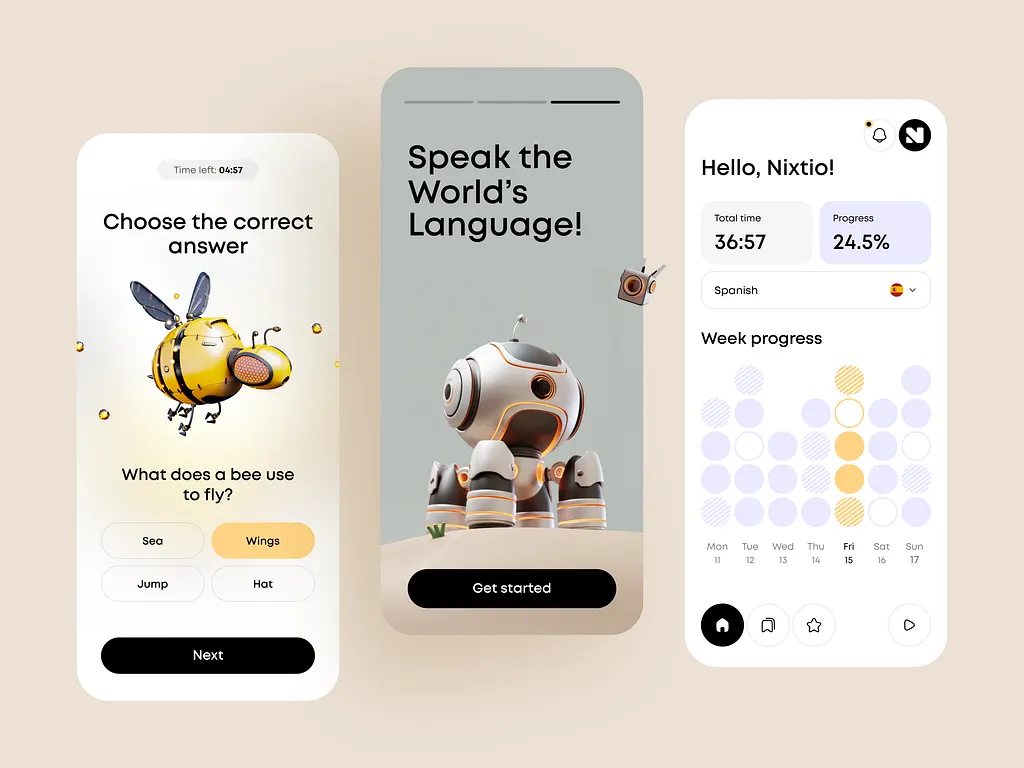 Time left: 04:57
Choose the correct
answer
What does a bee use
to fly?
Sea
Wings
Jump
Hat
Next
Speak the
World’s
Language!
Get started
N
Hello, Nixtio!
Total time
36:57
Progress
24.5%
Spanish
Week progress
Mon Tue Wed Thu Fri Sat Sun
11 12 13 14 15 16 17